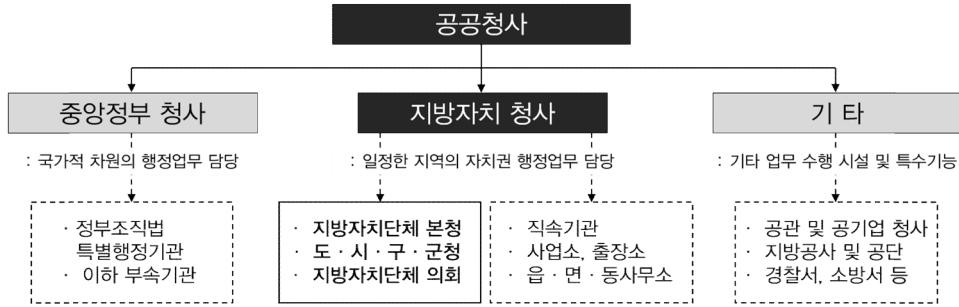 공공청사
중앙정부 청사
지방자치 청사
기 타
: 국가적 차원의 행정업무 담당
: 일정한 지역의 자치권 행정업무 담당
: 기타 업무 수행 시설 및 특수기능
· 정부조직법
특별행정기관
· 이하 부속기관
· 지방자치단체 본청
· 도 · 시 · 구 · 군청
· 지방자치단체 의회
· 직속기관
· 사업소, 출장소
· 읍 · 면 · 동사무소
· 공관 및 공기업 청사
· 지방공사 및 공단
· 경찰서, 소방서 등